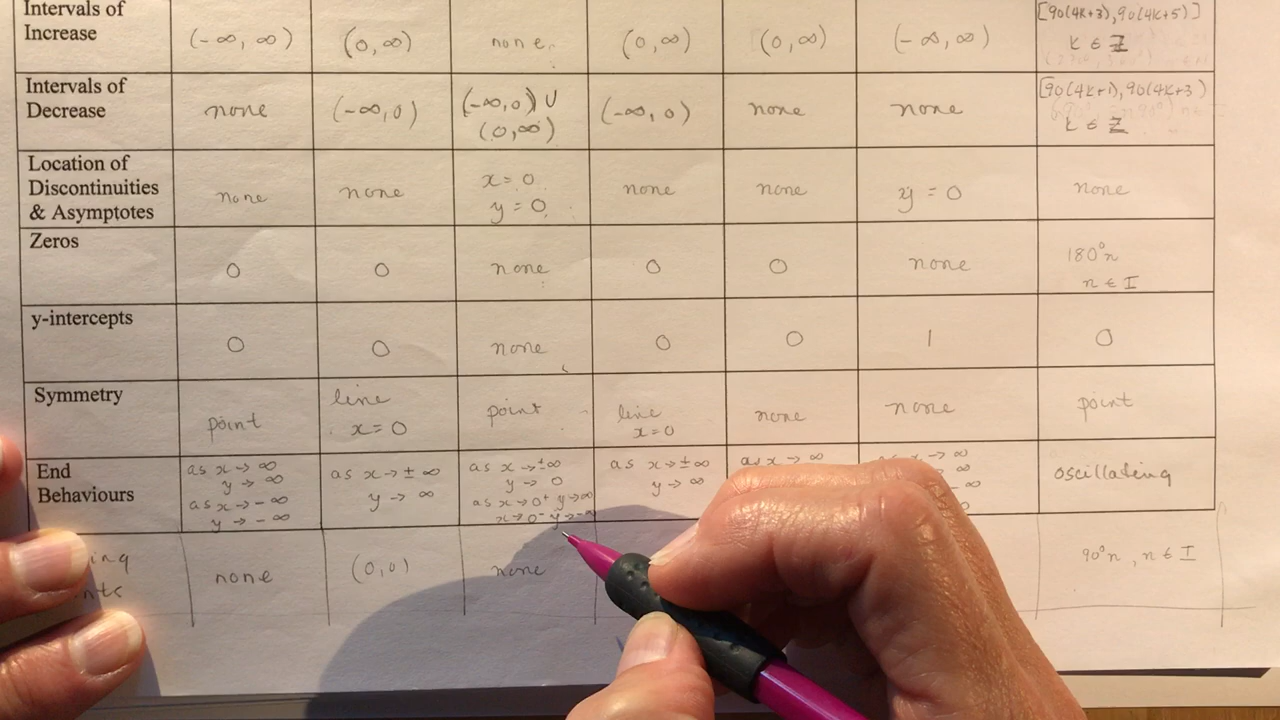 Intervals of
Increase
(-∞, ∞)
(0, ∞)
none
(0, ∞)
(0, ∞)
(-∞, ∞)
[90(4k+3), 90(4k+5)]
k ∈ ℤ
Intervals of
Decrease
none
(-∞, 0)
(-∞, 0) ∪
(0, ∞)
(-∞, 0)
none
none
[90(4k+1), 90(4k+3)
k ∈ ℤ
Location of
Discontinuities
& Asymptotes
none
none
x = 0
y = 0
none
none
y = 0
none
Zeros
0
0
none
0
0
none
180°n
n ∈ I
y-intercepts
0
0
none
0
0
1
0
Symmetry
point
line
x = 0
point
line
x = 0
none
none
point
End
Behaviours
as x → ∞
y → ∞
as x → -∞
y → -∞
as x → ± ∞
y → ∞
as x → ±∞
y → 0
as x → 0⁺ y → ∞
x → 0⁻ y → -∞
as x → ± ∞
y → ∞
as x → ∞
x → ∞
oscillating
none
(0,0)
none
90°n, n ∈ I